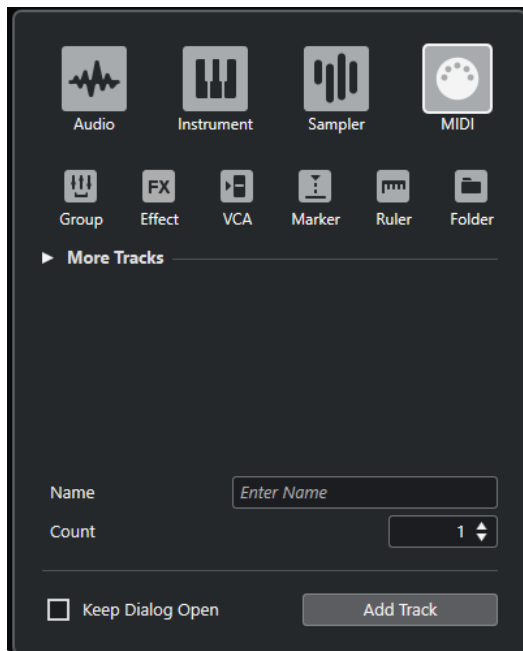 Audio Instrument Sampler MIDI
FX
Group Effect VCA Marker Ruler Folder
More Tracks
Name Enter Name
Count 1
Keep Dialog Open Add Track